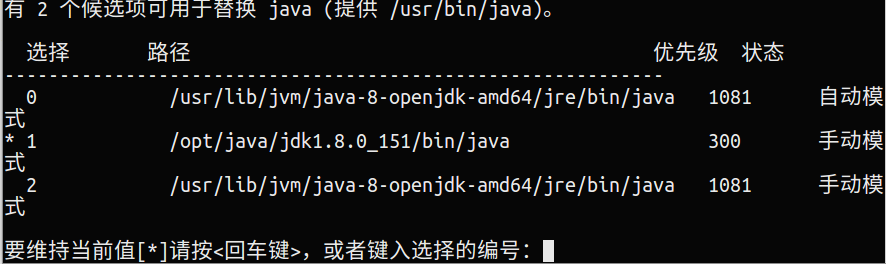 有 2 个候选项可用于替换 java (提供 /usr/bin/java)。
选择 路径 优先级 状态
------------------------------------------------------------
0 /usr/lib/jvm/java-8-openjdk-amd64/jre/bin/java 1081 自动模
式
* 1 /opt/java/jdk1.8.0_151/bin/java 300 手动模
式
2 /usr/lib/jvm/java-8-openjdk-amd64/jre/bin/java 1081 手动模
式
要维持当前值[*]请按<回车键>，或者键入选择的编号：